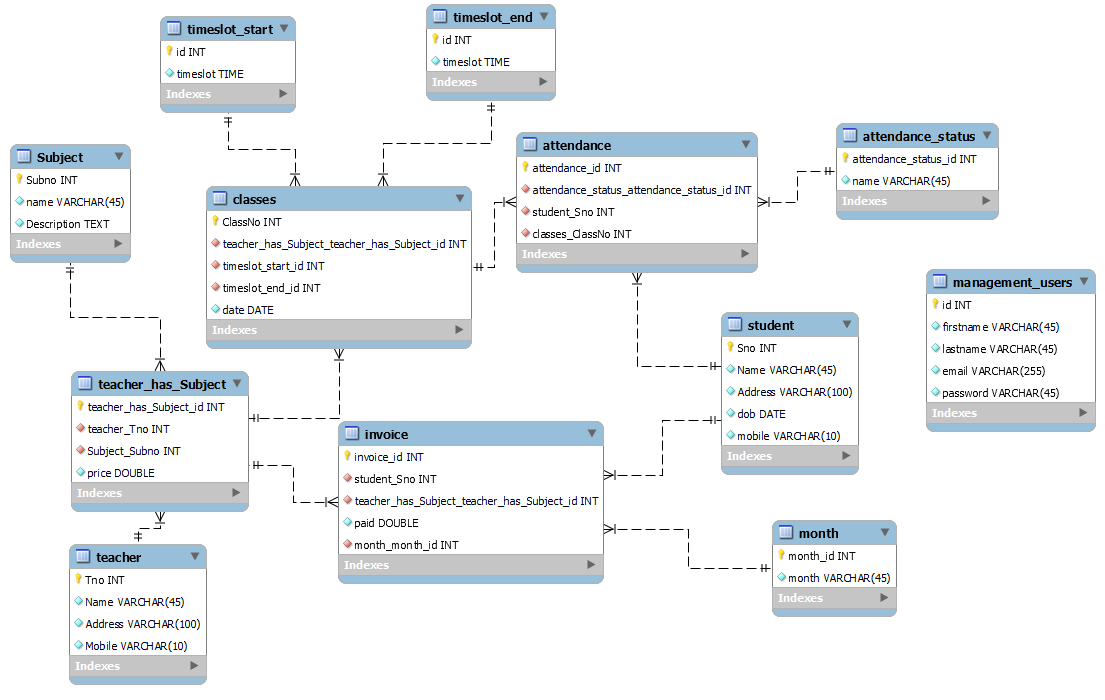 timeslot_start
id INT
timeslot TIME
Indexes
timeslot_end
id INT
timeslot TIME
Indexes
Subject
Subno INT
name VARCHAR(45)
Description TEXT
Indexes
classes
ClassNo INT
teacher_has_Subject_teacher_has_Subject_id INT
timeslot_start_id INT
timeslot_end_id INT
date DATE
Indexes
attendance
attendance_id INT
attendance_status_attendance_status_id INT
student_Sno INT
classes_ClassNo INT
Indexes
attendance_status
attendance_status_id INT
name VARCHAR(45)
Indexes
management_users
id INT
firstname VARCHAR(45)
lastname VARCHAR(45)
email VARCHAR(255)
password VARCHAR(45)
Indexes
student
Sno INT
Name VARCHAR(45)
Address VARCHAR(100)
dob DATE
mobile VARCHAR(10)
Indexes
teacher_has_Subject
teacher_has_Subject_id INT
teacher_Tno INT
Subject_Subno INT
price DOUBLE
Indexes
invoice
invoice_id INT
student_Sno INT
teacher_has_Subject_teacher_has_Subject_id INT
paid DOUBLE
month_month_id INT
Indexes
month
month_id INT
month VARCHAR(45)
Indexes
teacher
Tno INT
Name VARCHAR(45)
Address VARCHAR(100)
Mobile VARCHAR(10)
Indexes